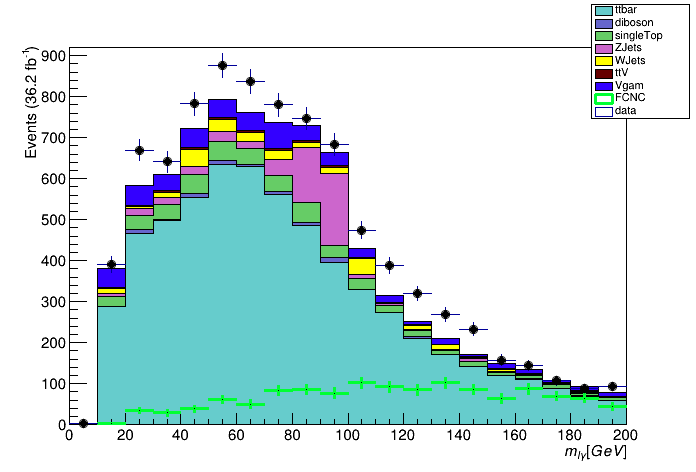 ttbar
diboson
singleTop
ZJets
WJets
ttV
Vgam
FCNC
data
Events (36.2 fb⁻¹)
900
800
700
600
500
400
300
200
100
0
0 20 40 60 80 100 120 140 160 180 200
m_lγ[GeV]